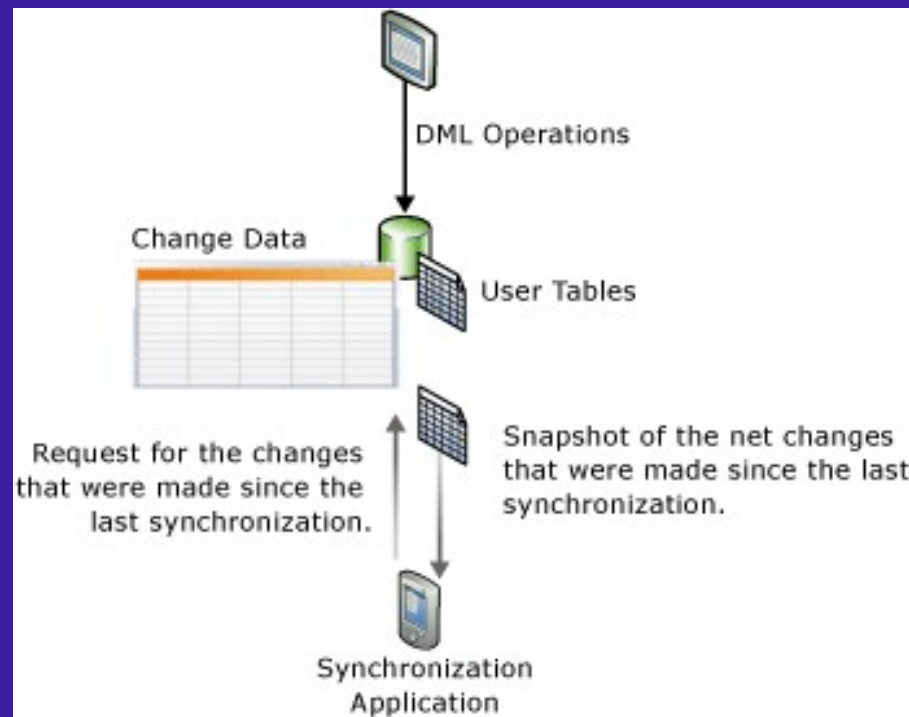 DML Operations
Change Data
User Tables
Request for the changes
that were made since the
last synchronization.
Snapshot of the net changes
that were made since the last
synchronization.
Synchronization
Application